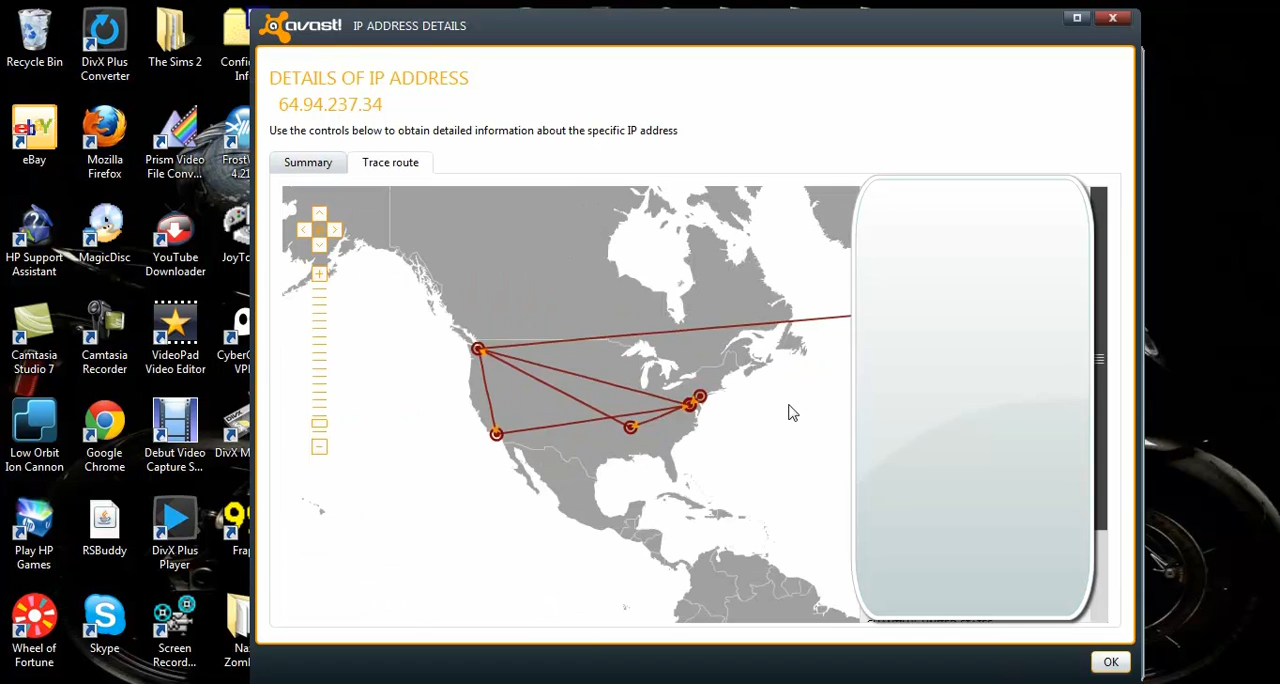 Recycle Bin
DivX Plus
Converter
The Sims 2
eBay
Mozilla
Firefox
Prism Video
File Conv...
4.21
HP Support
Assistant
MagicDisc
YouTube
Downloader
Camtasia
Studio 7
Camtasia
Recorder
VideoPad
Video Editor
Low Orbit
Ion Cannon
Google
Chrome
Debut Video
Capture S...
Play HP
Games
RSBuddy
DivX Plus
Player
Wheel of
Fortune
Skype
Screen
Record...
avast! IP ADDRESS DETAILS
DETAILS OF IP ADDRESS
64.94.237.34
Use the controls below to obtain detailed information about the specific IP address
Summary
Trace route
OK